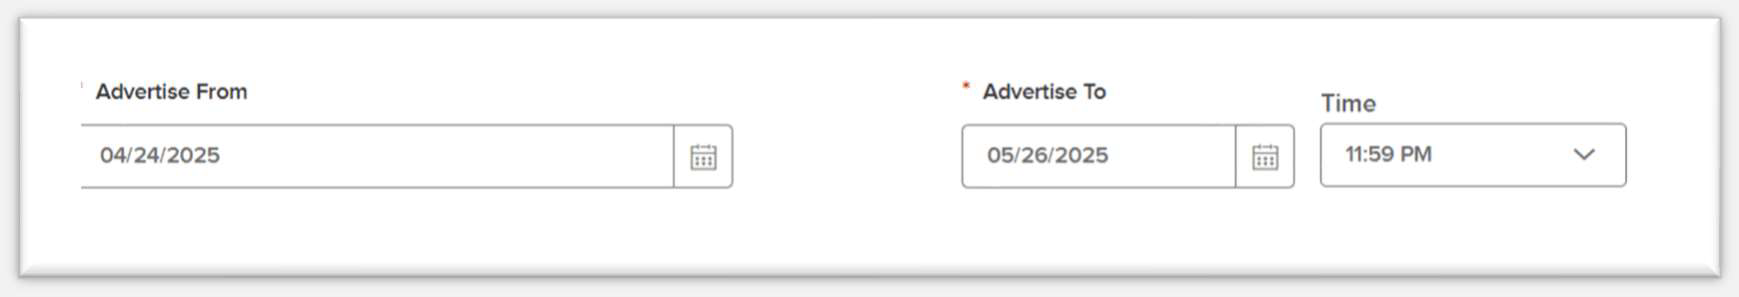 Advertise From
04/24/2025
* Advertise To
05/26/2025
Time
11:59 PM